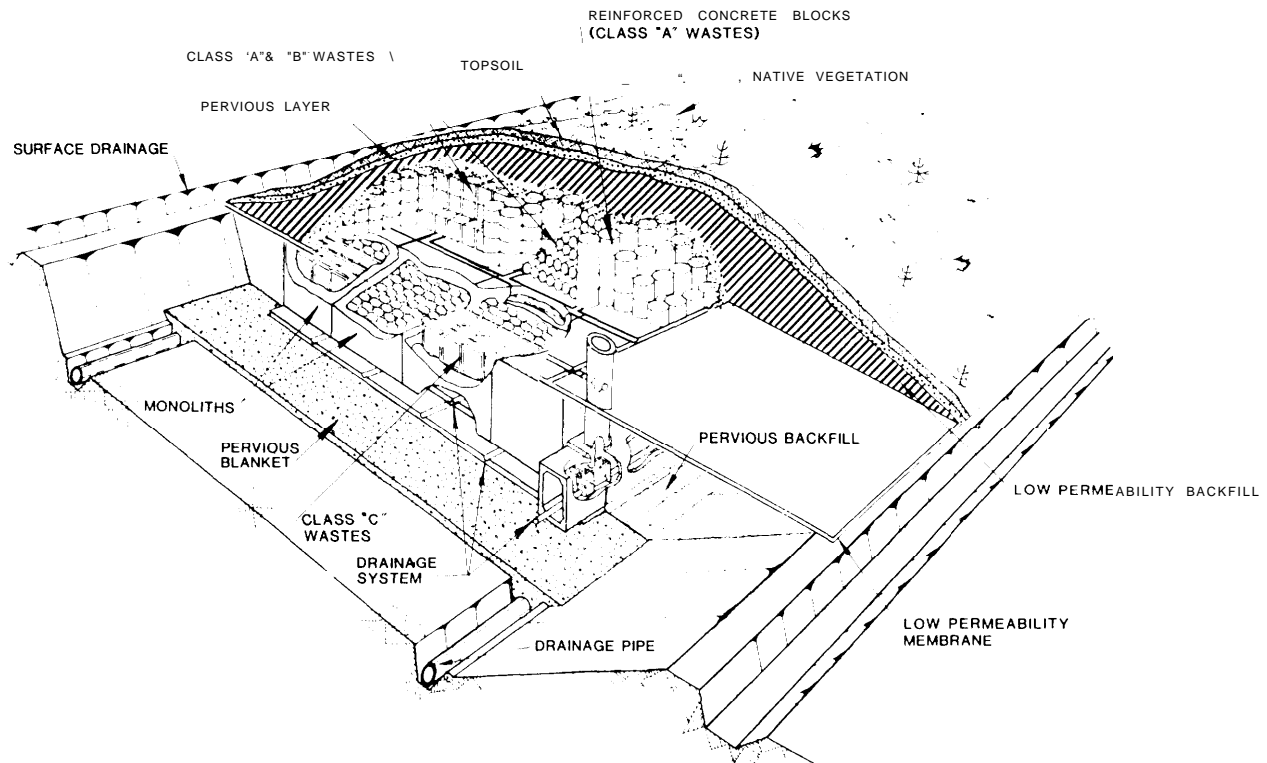 REINFORCED CONCRETE BLOCKS
(CLASS "A" WASTES)
CLASS 'A"& "B" WASTES
TOPSOIL
NATIVE VEGETATION
PERVIOUS LAYER
SURFACE DRAINAGE
MONOLITHS
PERVIOUS
BLANKET
PERVIOUS BACKFILL
LOW PERMEABILITY BACKFILL
CLASS "C"
WASTES
DRAINAGE
SYSTEM
LOW PERMEABILITY
MEMBRANE
DRAINAGE PIPE